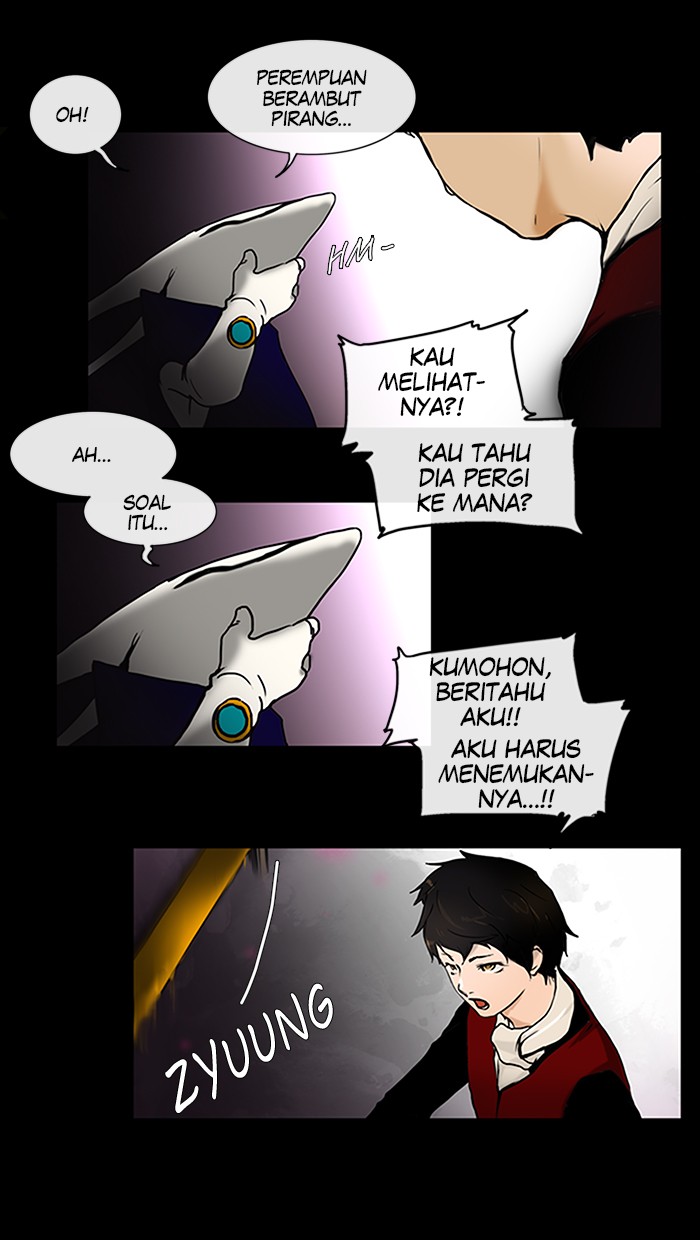 OH!
PEREMPUAN
BERAMBUT
PIRANG...
HM-
KAU
MELIHAT-
NYA?!
KAU TAHU
DIA PERGI
KE MANA?
AH...
SOAL
ITU...
KUMOHON,
BERITAHU
AKU!!
AKU HARUS
MENEMUKAN-
NYA...!!
ZYUUNG